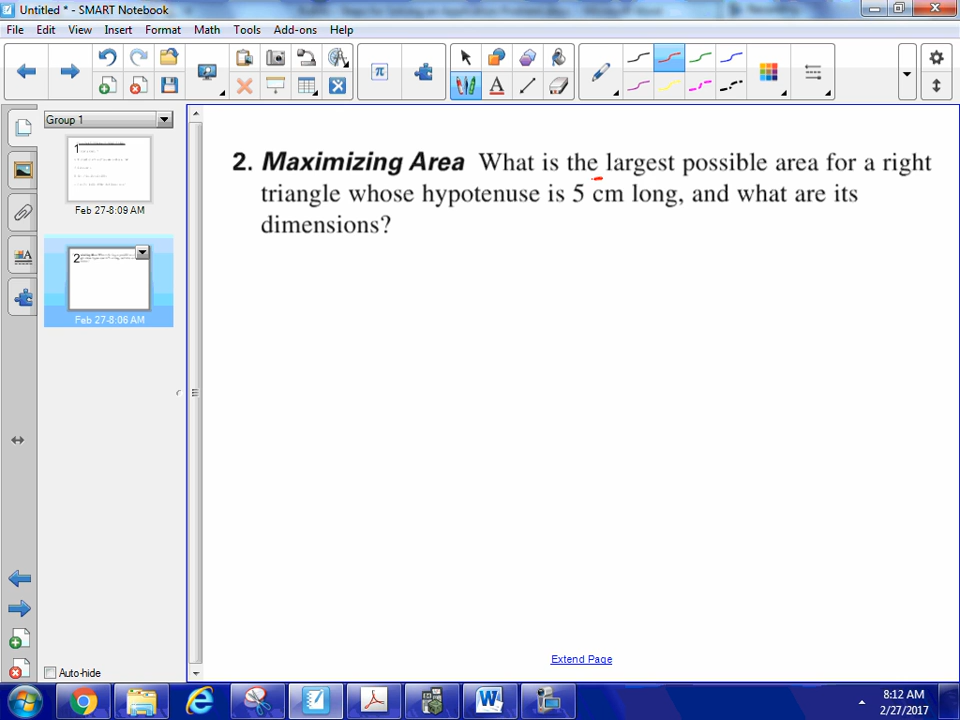 Untitled * - SMART Notebook
File Edit View Insert Format Math Tools Add-ons Help
Group 1
1
Feb 27-8:09 AM
2
Feb 27-8:06 AM
2. Maximizing Area What is the largest possible area for a right
triangle whose hypotenuse is 5 cm long, and what are its
dimensions?
Extend Page
Auto-hide
8:12 AM
2/27/2017